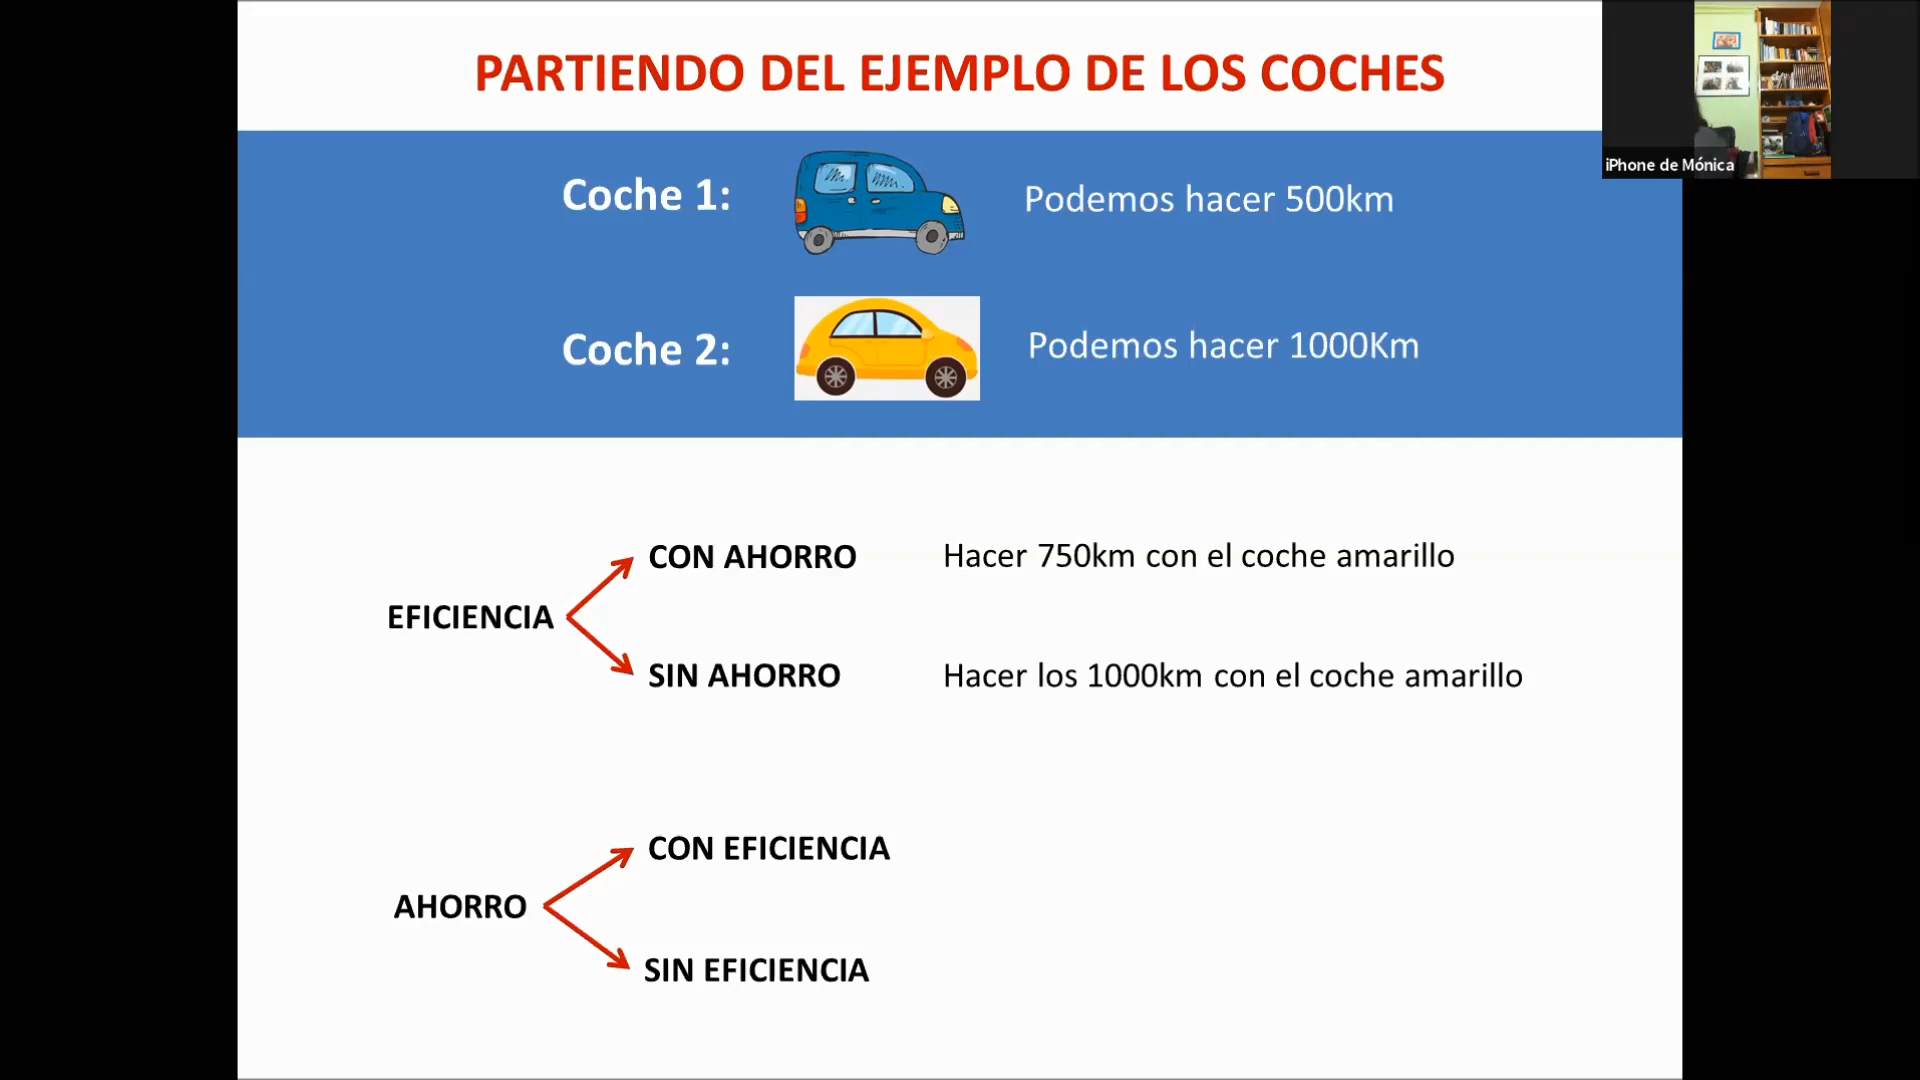 PARTIENDO DEL EJEMPLO DE LOS COCHES
iPhone de Mónica
Coche 1:
Podemos hacer 500km
Coche 2:
Podemos hacer 1000Km
EFICIENCIA
CON AHORRO
Hacer 750km con el coche amarillo
SIN AHORRO
Hacer los 1000km con el coche amarillo
AHORRO
CON EFICIENCIA
SIN EFICIENCIA